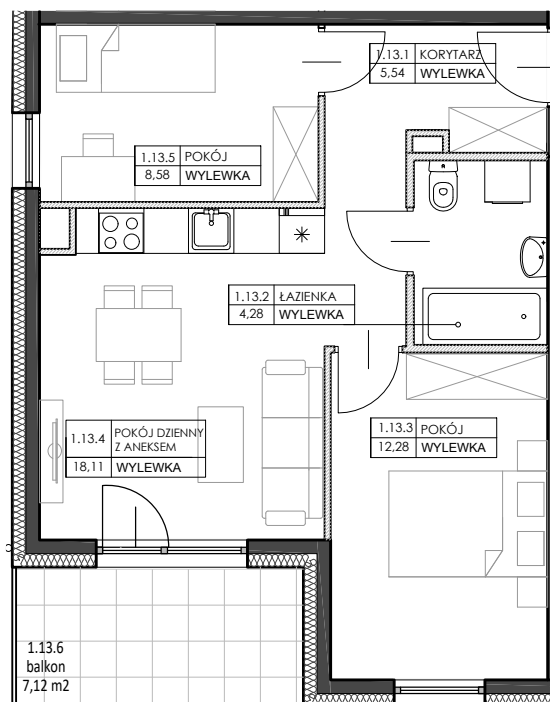 1.13.1 KORYTARZ
5,54 WYLEWKA
1.13.5 POKÓJ
8,58 WYLEWKA
1.13.2 ŁAZIENKA
4,28 WYLEWKA
1.13.4 POKÓJ DZIENNY
Z ANEKSEM
18,11 WYLEWKA
1.13.3 POKÓJ
12,28 WYLEWKA
1.13.6
balkon
7,12 m2